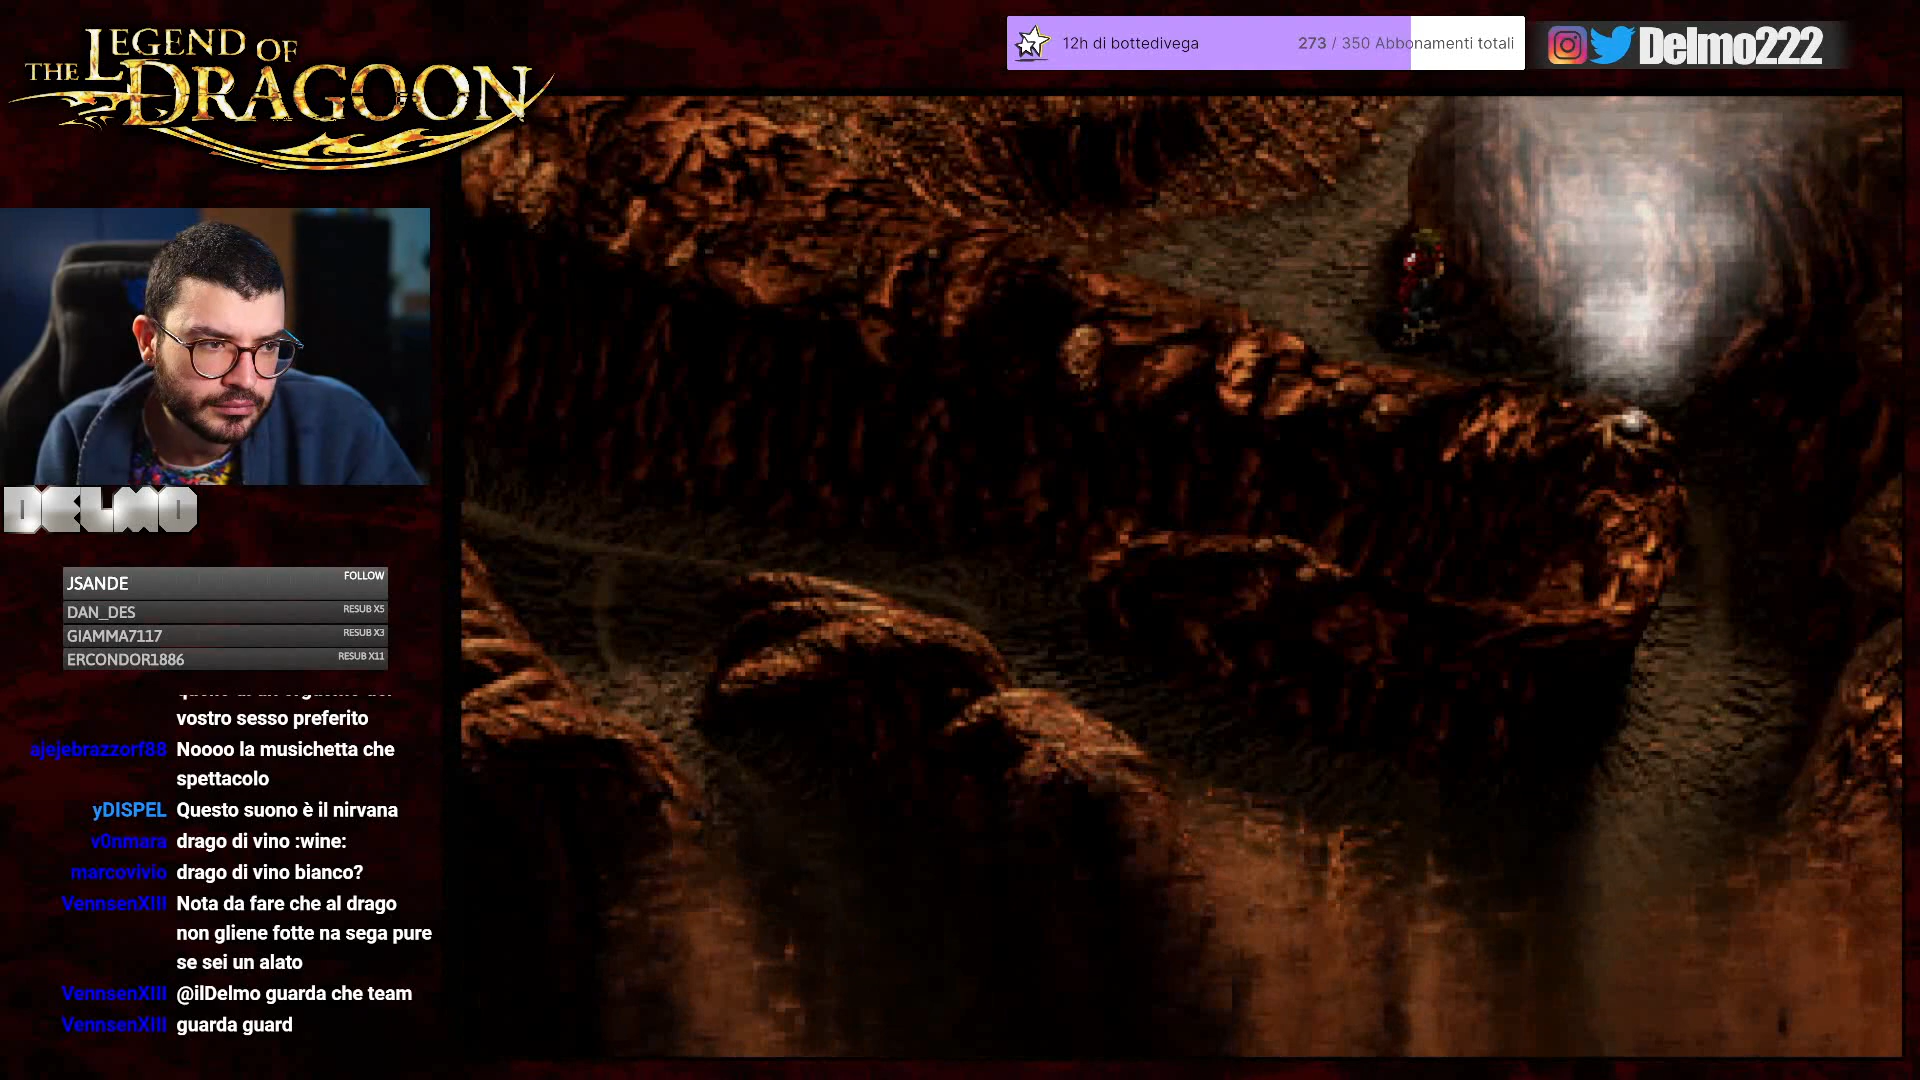 THE LEGEND OF
DRAGOON
12h di bottedivega 273 / 350 Abbonamenti totali
Delmo222
DELMO
JSANDE FOLLOW
DAN_DES RESUB X5
GIAMMA7117 RESUB X3
ERCONDOR1886 RESUB X11
vostro sesso preferito
ajejebrazzorf88 Noooo la musichetta che
spettacolo
yDISPEL Questo suono è il nirvana
v0nmara drago di vino :wine:
marcovivio drago di vino bianco?
VennsenXIII Nota da fare che al drago
non gliene fotte na sega pure
se sei un alato
VennsenXIII @ilDelmo guarda che team
VennsenXIII guarda guard